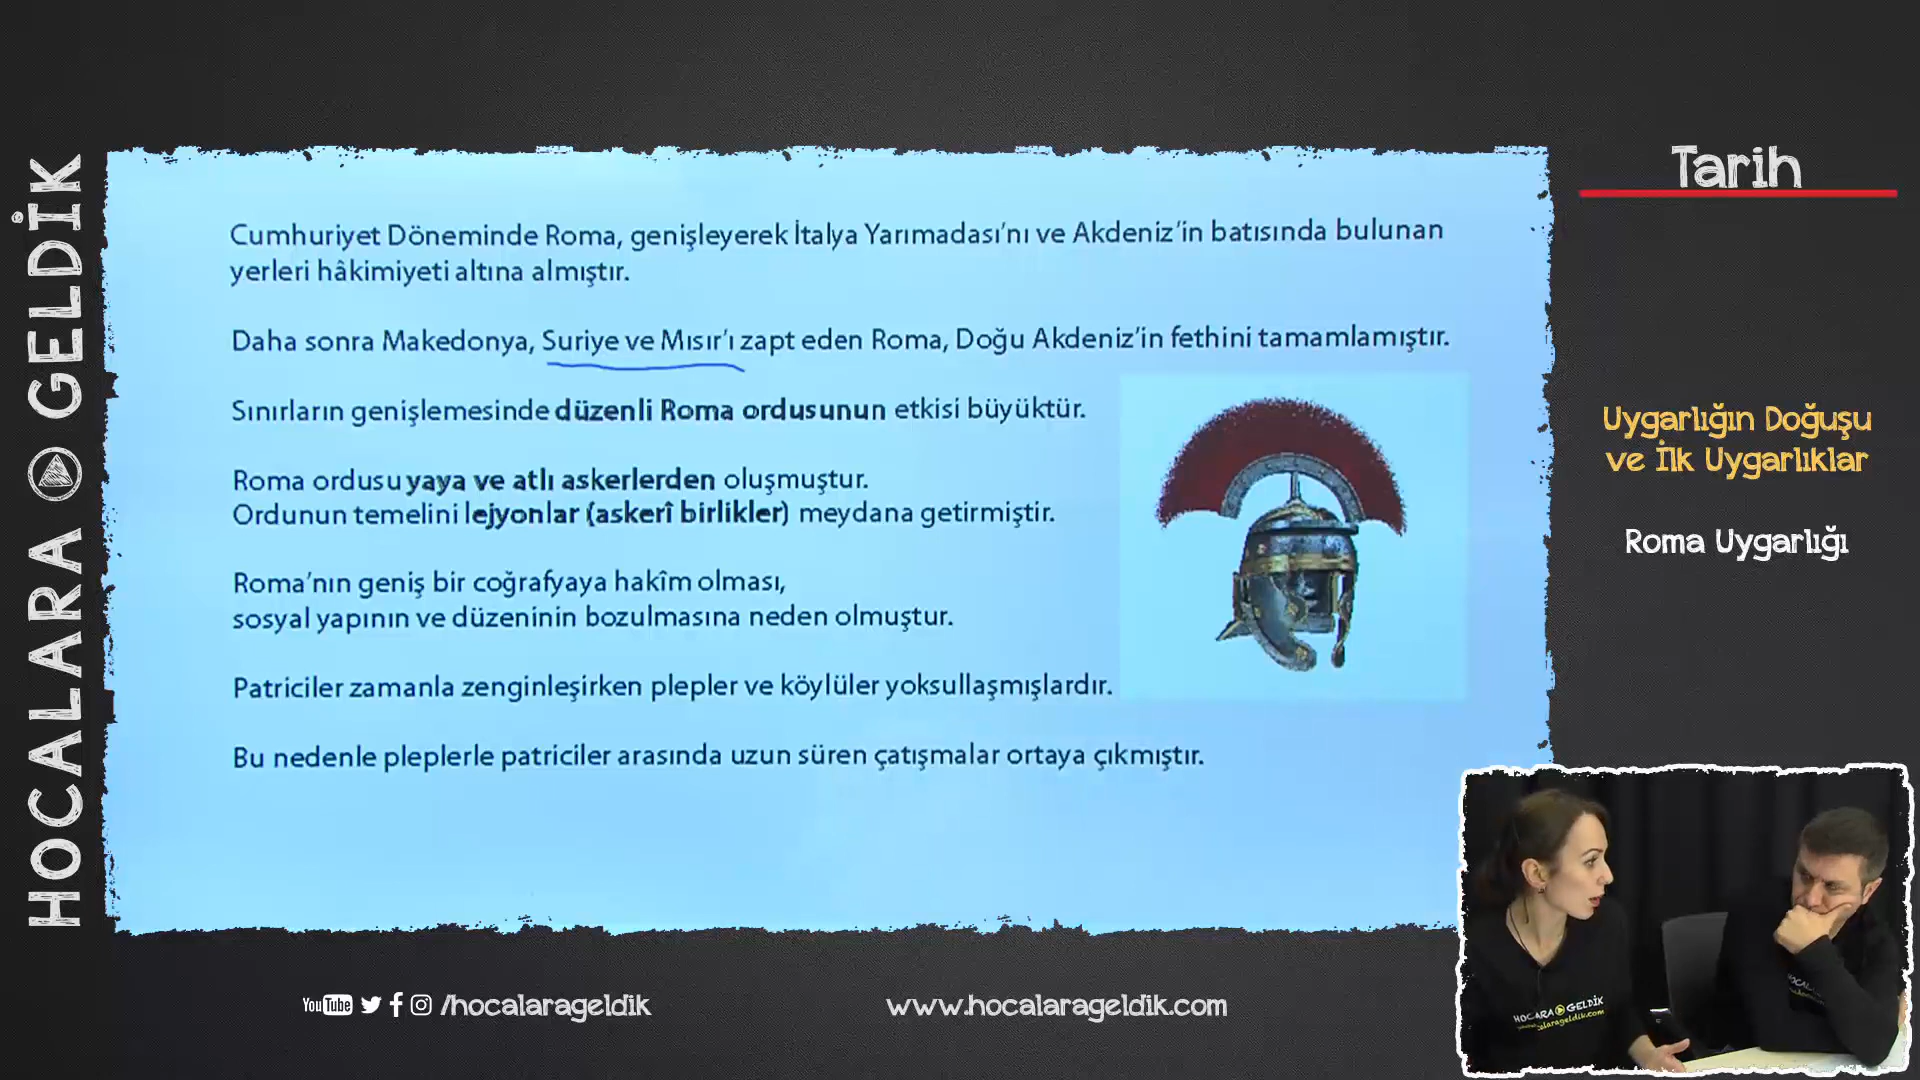 HOCALARA GELDİK
Tarih
Cumhuriyet Döneminde Roma, genişleyerek İtalya Yarımadası'nı ve Akdeniz'in batısında bulunan
yerleri hâkimiyeti altına almıştır.
Daha sonra Makedonya, Suriye ve Mısır'ı zapt eden Roma, Doğu Akdeniz'in fethini tamamlamıştır.
Sınırların genişlemesinde düzenli Roma ordusunun etkisi büyüktür.
Roma ordusu yaya ve atlı askerlerden oluşmuştur.
Ordunun temelini lejyonlar (askerî birlikler) meydana getirmiştir.
Roma'nın geniş bir coğrafyaya hakîm olması,
sosyal yapının ve düzeninin bozulmasına neden olmuştur.
Patriciler zamanla zenginleşirken plepler ve köylüler yoksullaşmışlardır.
Bu nedenle pleplerle patriciler arasında uzun süren çatışmalar ortaya çıkmıştır.
Uygarlığın Doğuşu
ve İlk Uygarlıklar
Roma Uygarlığı
YouTube /hocalarageldik
www.hocalarageldik.com
HOCARA GELDİK